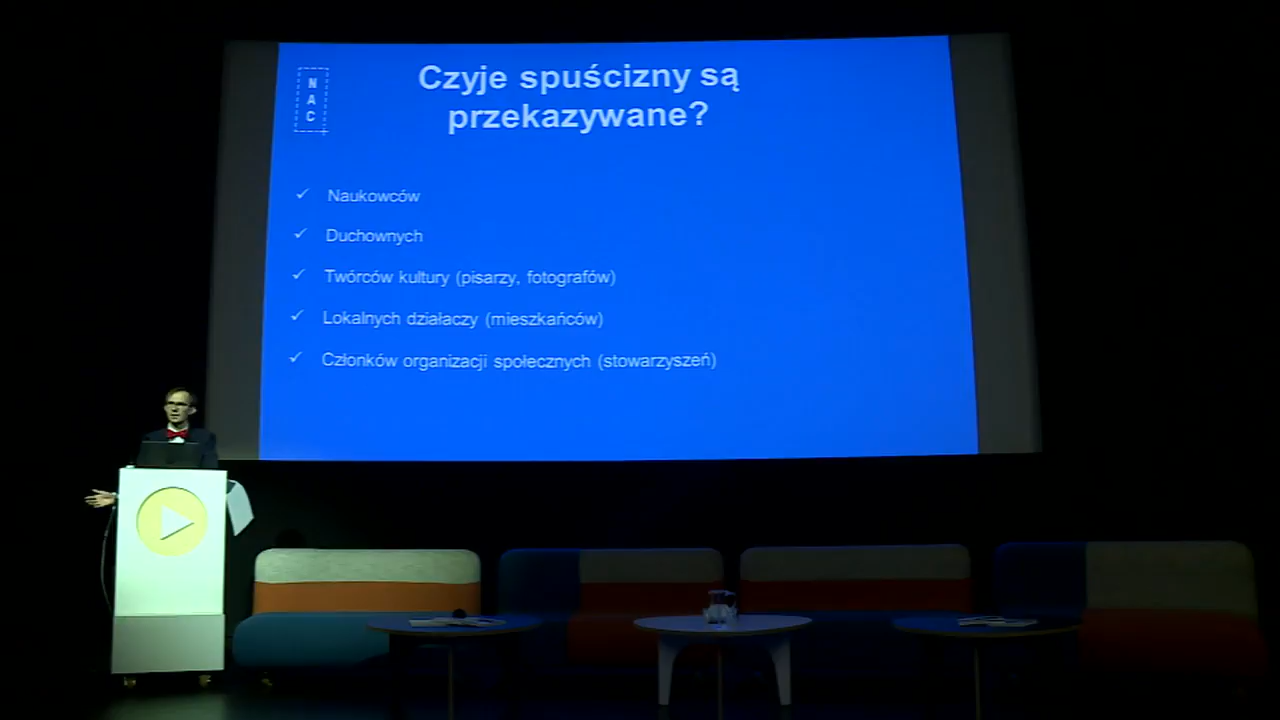 N
A
C
Czyje spuścizny są
przekazywane?
✓ Naukowców
✓ Duchownych
✓ Twórców kultury (pisarzy, fotografów)
✓ Lokalnych działaczy (mieszkańców)
✓ Członków organizacji społecznych (stowarzyszeń)